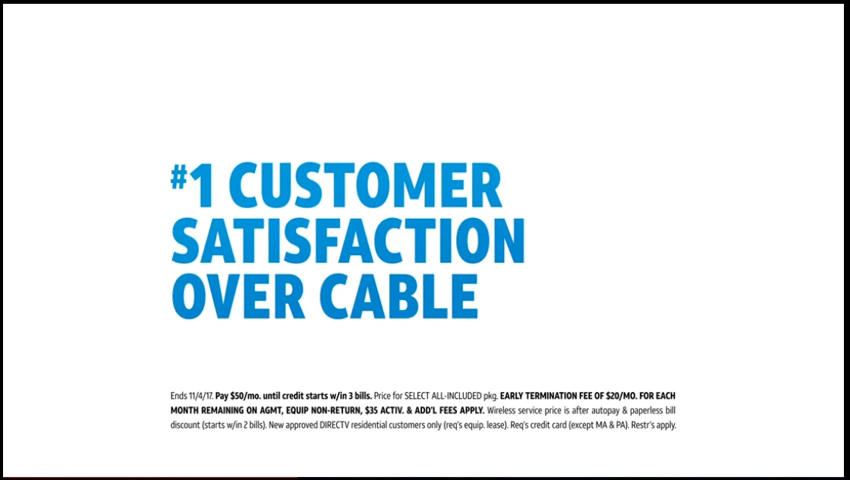 #1 CUSTOMER
SATISFACTION
OVER CABLE
Ends 11/4/17. Pay $50/mo. until credit starts w/in 3 bills. Price for SELECT ALL-INCLUDED pkg. EARLY TERMINATION FEE OF $20/MO. FOR EACH
MONTH REMAINING ON AGMT, EQUIP NON-RETURN, $35 ACTIV. & ADD'L FEES APPLY. Wireless service price is after autopay & paperless bill
discount (starts w/in 2 bills). New approved DIRECTV residential customers only (req's equip. lease). Req's credit card (except MA & PA). Restr's apply.